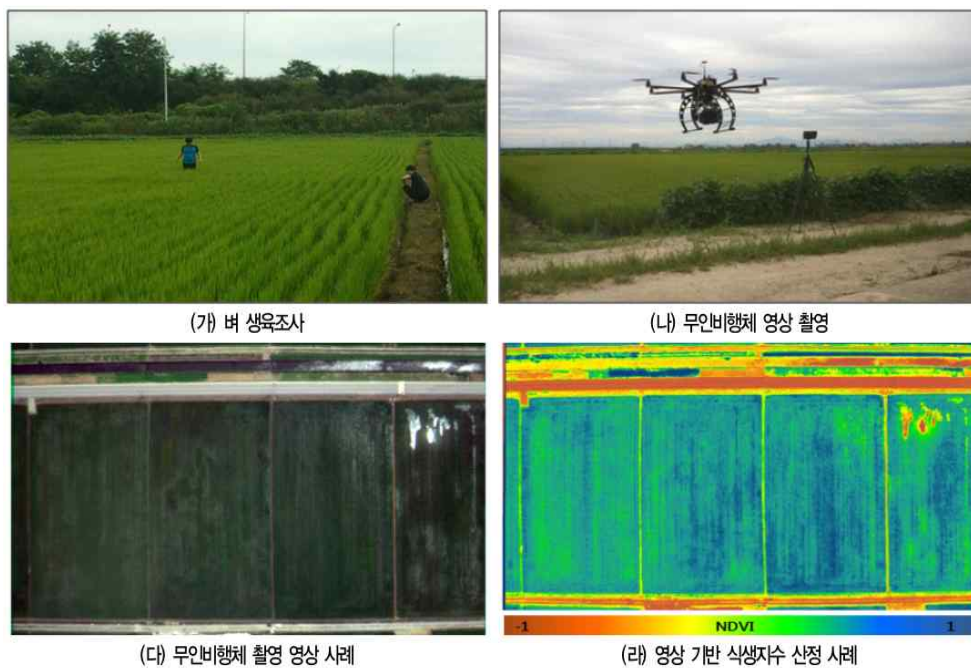 (가) 벼 생육조사
(나) 무인비행체 영상 촬영
(다) 무인비행체 촬영 영상 사례
-1 NDVI 1
(라) 영상 기반 식생지수 산정 사례